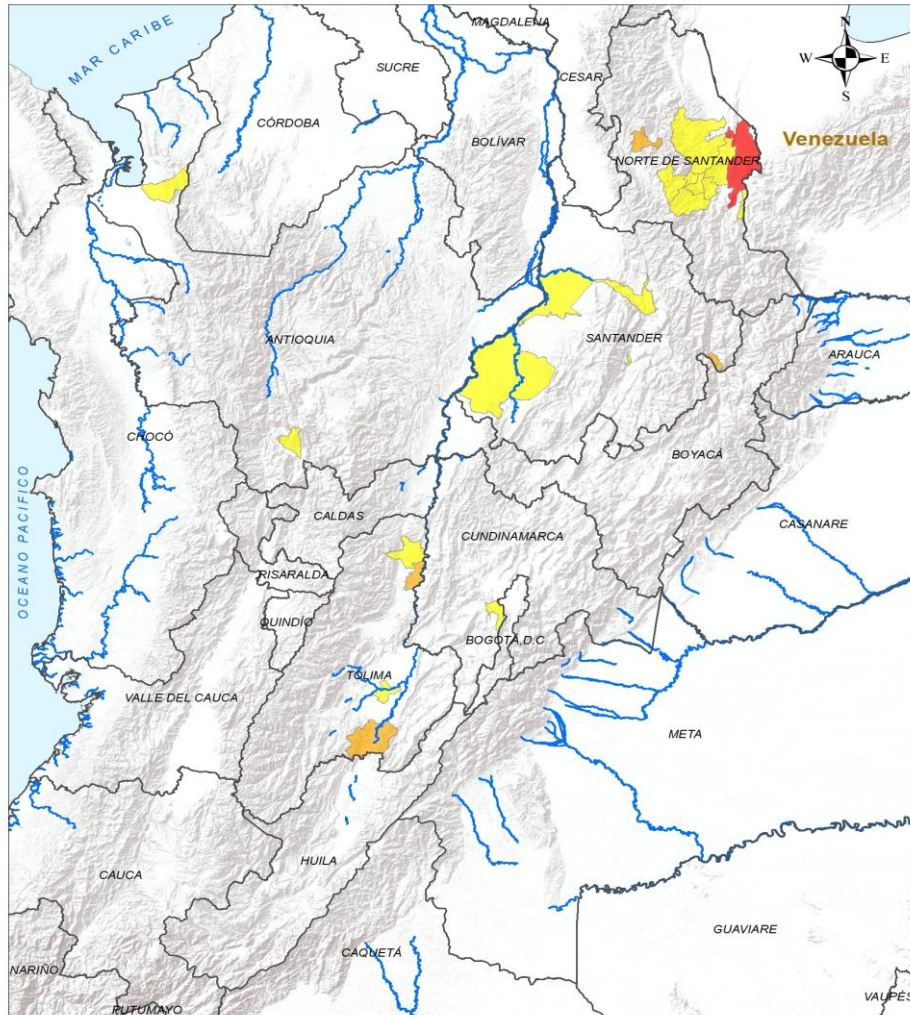 MAGDALENA
N
MAR CARIBE
W
E
SUCRE
CESAR
S
CÓRDOBA
BOLÍVAR
Venezuela
NORTE DE SANTANDER
ANTIOQUIA
SANTANDER
ARAUCA
CHOCÓ
BOYACÁ
CALDAS
CASANARE
CUNDINAMARCA
OCEANO PACIFICO
RISARALDA
QUINDÍO
BOGOTÁ,D.C
TOLIMA
VALLE DEL CAUCA
META
HUILA
CAUCA
GUAVIARE
CAQUETÁ
NARIÑO
VAUPÉS
PUTUMAYO